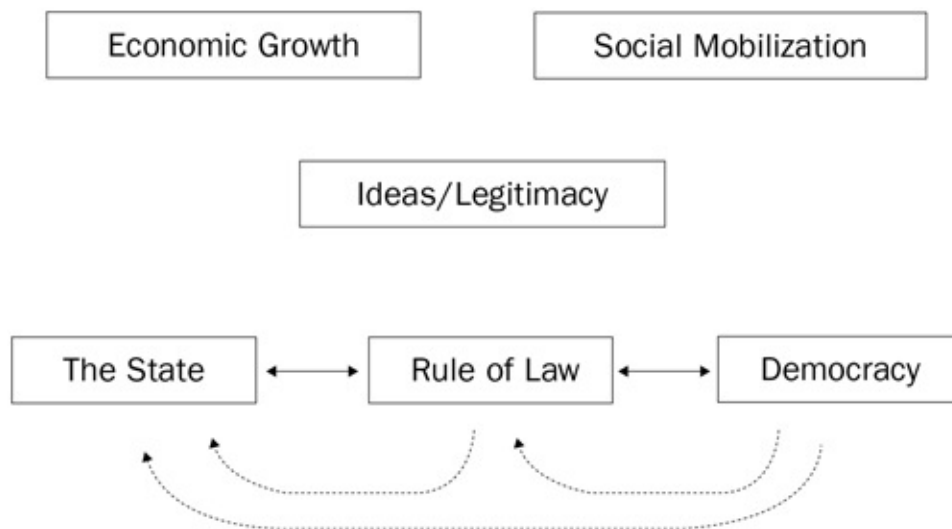 Economic Growth
Social Mobilization
Ideas/Legitimacy
The State
Rule of Law
Democracy